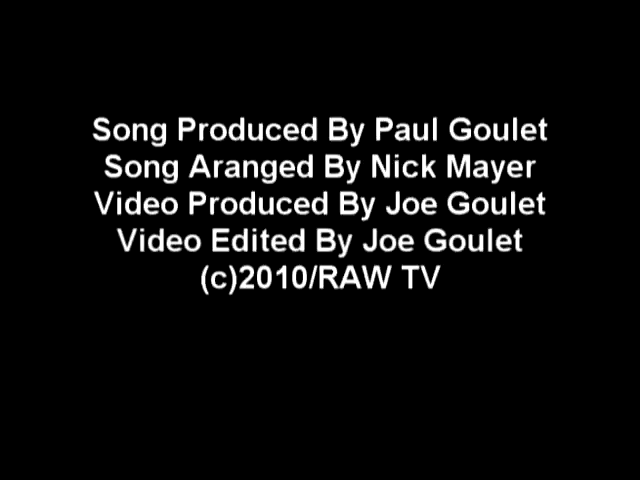 Song Produced By Paul Goulet
Song Aranged By Nick Mayer
Video Produced By Joe Goulet
Video Edited By Joe Goulet
(c)2010/RAW TV